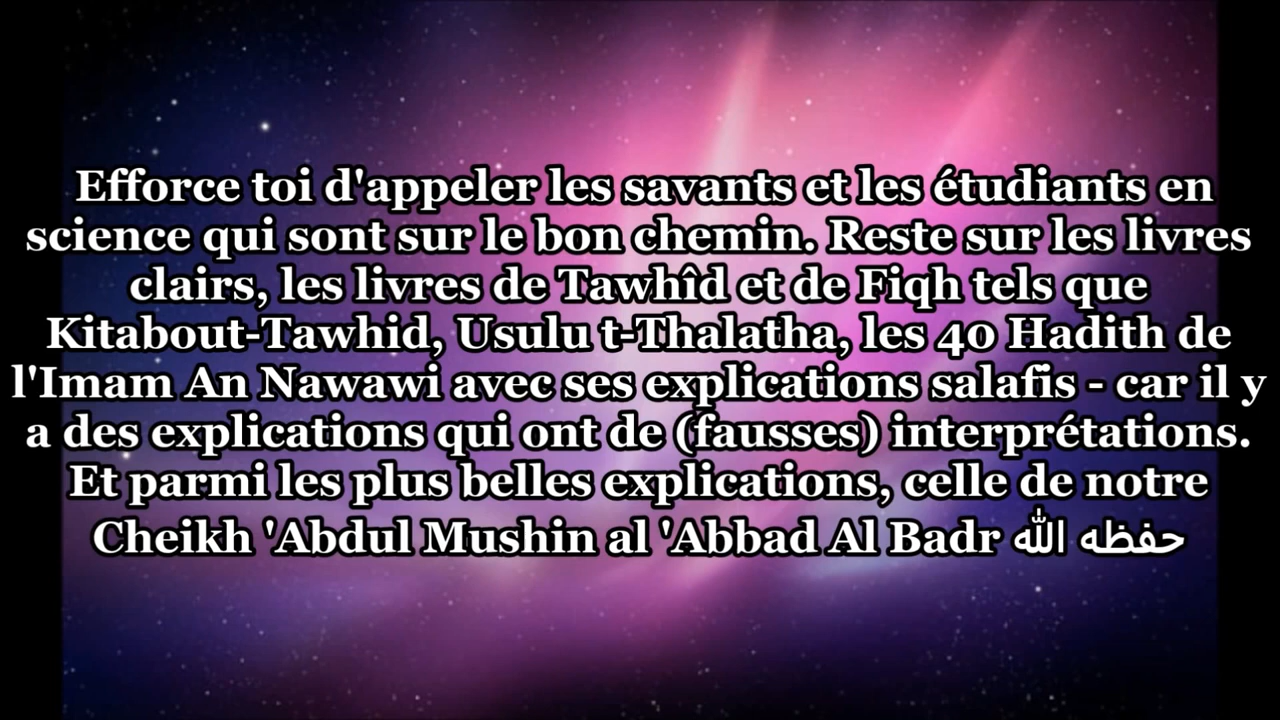 Efforce toi d'appeler les savants et les étudiants en
science qui sont sur le bon chemin. Reste sur les livres
clairs, les livres de Tawhîd et de Fiqh tels que
Kitabout-Tawhid, Usulu t-Thalatha, les 40 Hadith de
l'Imam An Nawawi avec ses explications salafis - car il y
a des explications qui ont de (fausses) interprétations.
Et parmi les plus belles explications, celle de notre
Cheikh 'Abdul Mushin al 'Abbad Al Badr حفظه الله